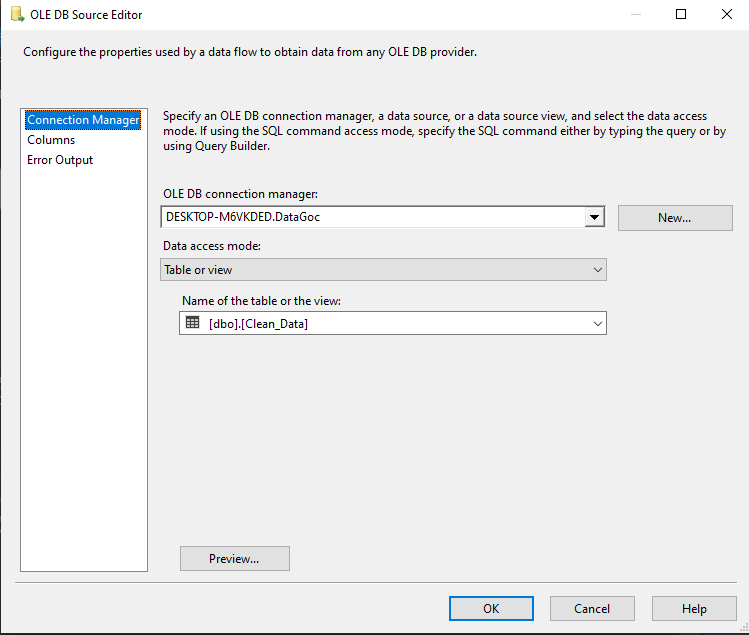 OLE DB Source Editor
Configure the properties used by a data flow to obtain data from any OLE DB provider.
Connection Manager
Columns
Error Output
Specify an OLE DB connection manager, a data source, or a data source view, and select the data access
mode. If using the SQL command access mode, specify the SQL command either by typing the query or by
using Query Builder.
OLE DB connection manager:
DESKTOP-M6VKDED.DataGoc
New...
Data access mode:
Table or view
Name of the table or the view:
[dbo].[Clean_Data]
Preview...
OK
Cancel
Help